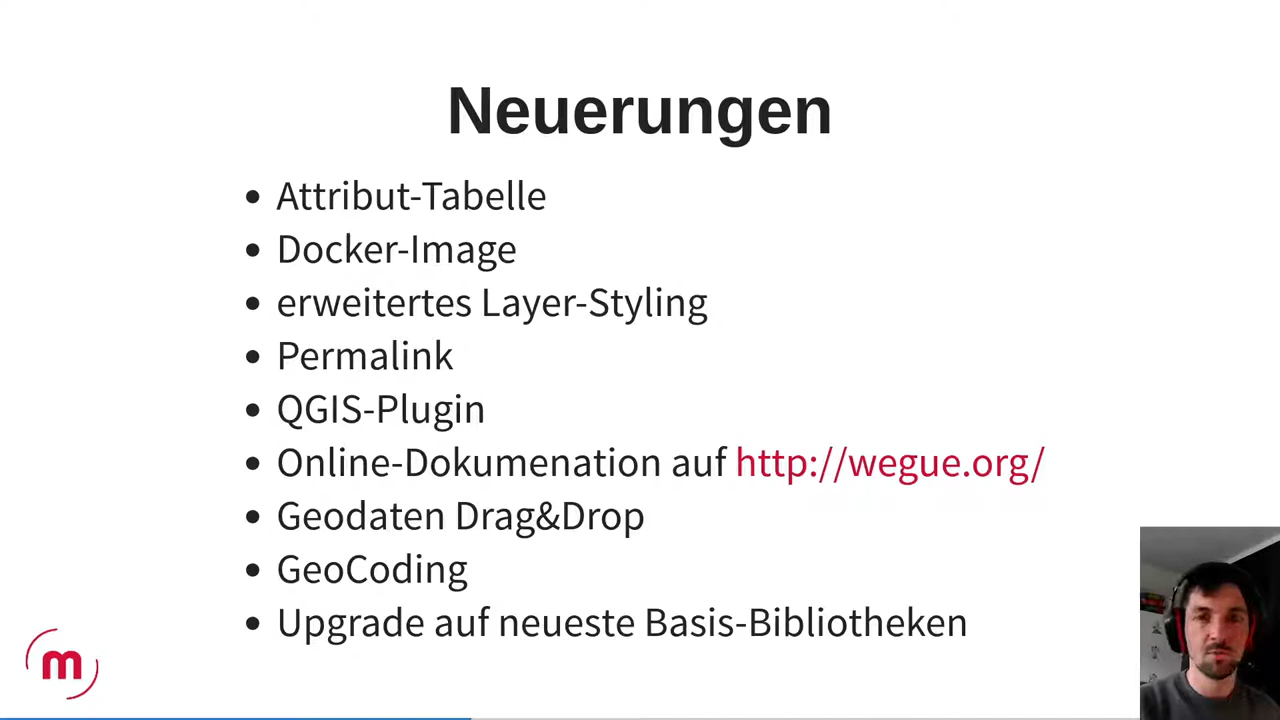 Neuerungen
Attribut-Tabelle
Docker-Image
erweitertes Layer-Styling
Permalink
QGIS-Plugin
Online-Dokumenation auf http://wegue.org/
Geodaten Drag&Drop
GeoCoding
Upgrade auf neueste Basis-Bibliotheken
m